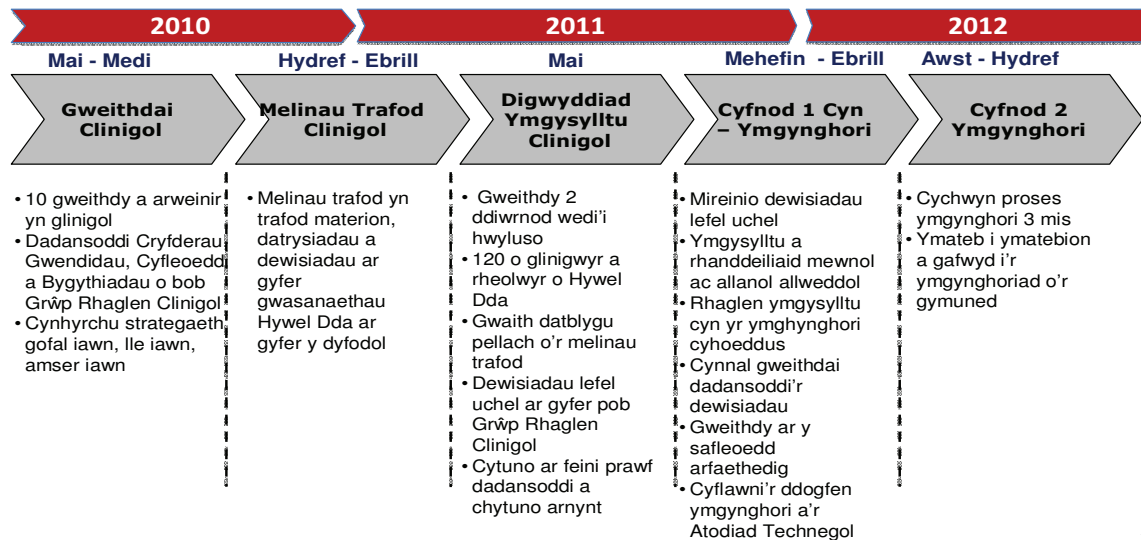 2010
2011
2012
Mai - Medi
Hydref - Ebrill
Mai
Mehefin - Ebrill
Awst - Hydref
Gweithdai
Clinigol
Melinau Trafod
Clinigol
Digwyddiad
Ymgysylltu
Clinigol
Cyfnod 1 Cyn
– Ymgynghori
Cyfnod 2
Ymgynghori
• 10 gweithdy a arweinir
yn glinigol
• Dadansoddi Cryfderau
Gwendidau, Cyfleoedd
a Bygythiadau o bob
Grŵp Rhaglen Clinigol
• Cynhyrchu strategaeth
gofal iawn, lle iawn,
amser iawn
• Melinau trafod yn
trafod materion,
datrysiadau a
dewisiadau ar
gyfer
gwasanaethau
Hywel Dda ar
gyfer y dyfodol
• Gweithdy 2
ddiwrnod wedi'i
hwyluso
• 120 o glinigwyr a
rheolwyr o Hywel
Dda
• Gwaith datblygu
pellach o'r melinau
trafod
• Dewisiadau lefel
uchel ar gyfer pob
Grŵp Rhaglen
Clinigol
• Cytuno ar feini prawf
dadansoddi a
chytuno arnynt
• Mireinio dewisiadau
lefel uchel
• Ymgysylltu a
rhanddeiliaid mewnol
ac allanol allweddol
• Rhaglen ymgysylltu
cyn yr ymghynghori
cyhoeddus
• Cynnal gweithdai
dadansoddi'r
dewisiadau
• Gweithdy ar y
safleoedd
arfaethedig
• Cyflawni'r ddogfen
ymgynghori a'r
Atodiad Technegol
• Cychwyn proses
ymgynghori 3 mis
• Ymateb i ymatebion
a gafwyd i'r
ymgynghoriad o'r
gymuned